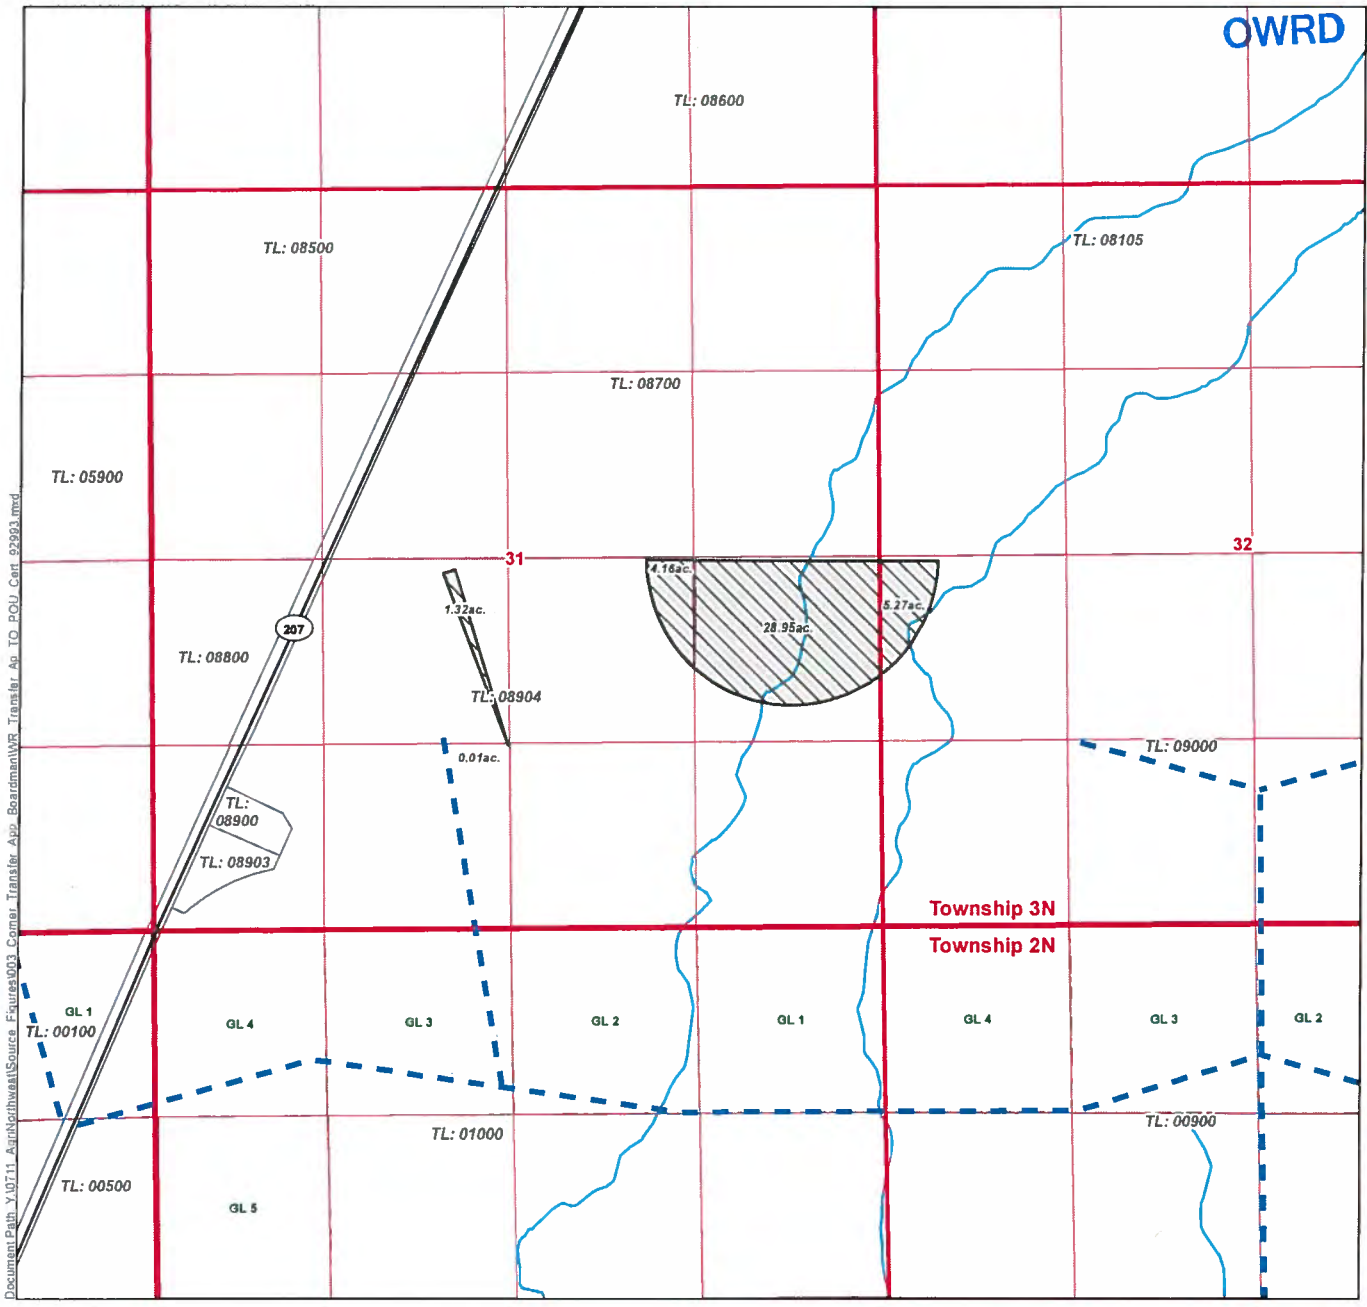 OWRD
TL: 08600
TL: 08500
TL: 08105
TL: 08700
TL: 05900
31
32
4.16ac.
1.32ac.
5.27ac.
28.95ac.
207
TL: 08800
TL: 08904
0.01ac.
TL: 09000
TL:
08900
TL: 08903
Township 3N
Township 2N
GL 1
GL 4
GL 3
GL 2
GL 1
GL 4
GL 3
GL 2
TL: 00100
TL: 01000
TL: 00900
TL: 00500
GL 5